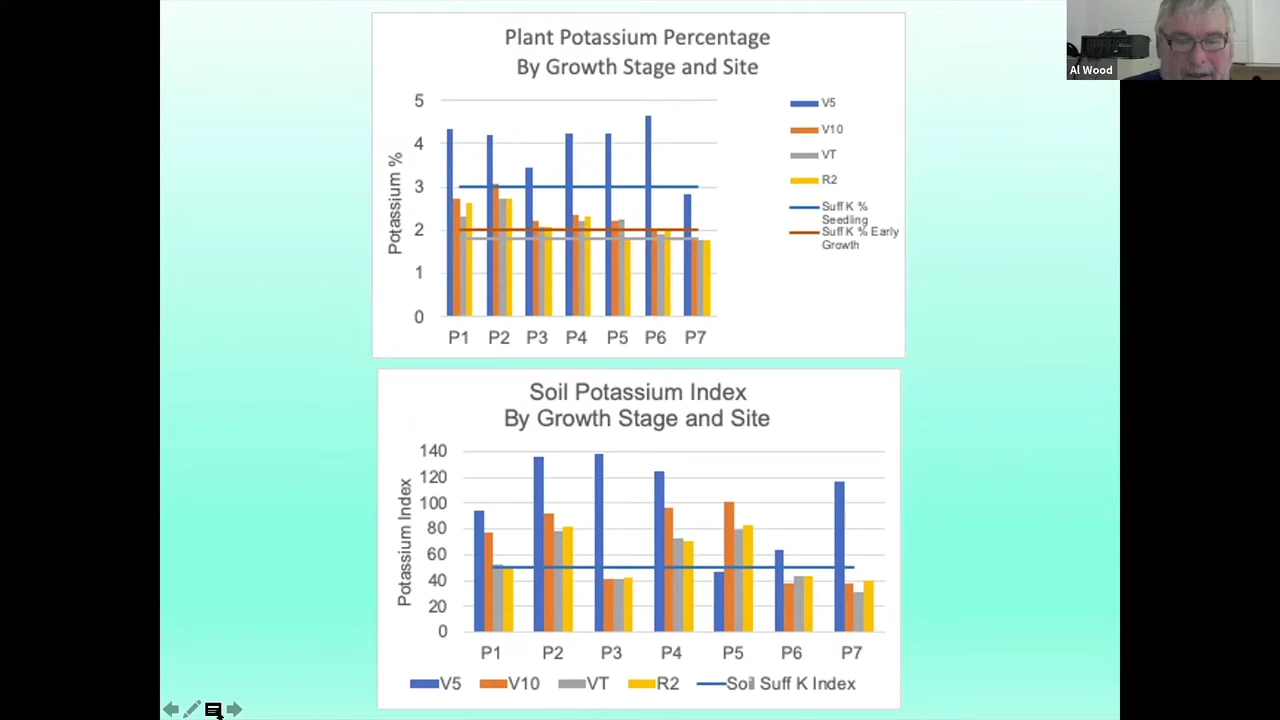 Plant Potassium Percentage
By Growth Stage and Site
5
4
3
2
1
0
Potassium %
P1 P2 P3 P4 P5 P6 P7
V5
V10
VT
R2
Suff K %
Seedling
Suff K % Early
Growth
Al Wood
Soil Potassium Index
By Growth Stage and Site
140
120
100
80
60
40
20
0
Potassium Index
P1 P2 P3 P4 P5 P6 P7
V5 V10 VT R2 Soil Suff K Index